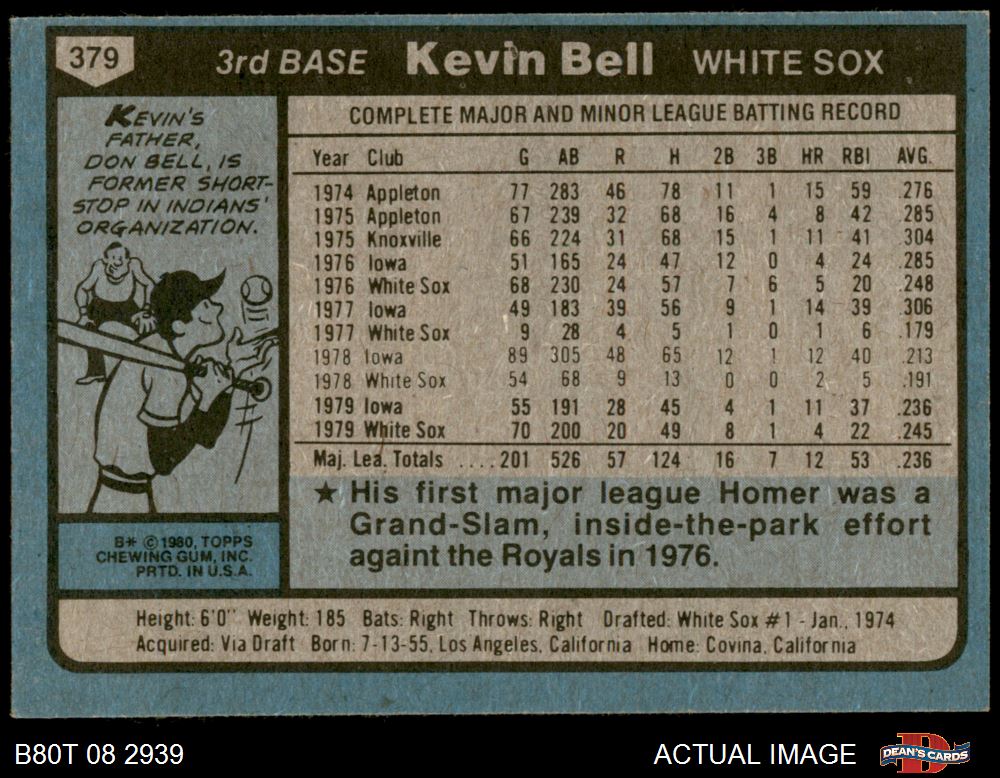 379
3rd BASE Kevin Bell WHITE SOX
KEVIN'S
FATHER,
DON BELL, IS
FORMER SHORT-
STOP IN INDIANS'
ORGANIZATION.
B* © 1980, TOPPS
CHEWING GUM, INC.
PRTD. IN U.S.A.
COMPLETE MAJOR AND MINOR LEAGUE BATTING RECORD
Year Club G AB R H 2B 3B HR RBI AVG.
1974 Appleton 77 283 46 78 11 1 15 59 .276
1975 Appleton 67 239 32 68 16 4 8 42 .285
1975 Knoxville 66 224 31 68 15 1 11 41 .304
1976 Iowa 51 165 24 47 12 0 4 24 .285
1976 White Sox 68 230 24 57 7 6 5 20 .248
1977 Iowa 49 183 39 56 9 1 14 39 .306
1977 White Sox 9 28 4 5 1 0 1 6 .179
1978 Iowa 89 305 48 65 12 1 12 40 .213
1978 White Sox 54 68 9 13 0 0 2 5 .191
1979 Iowa 55 191 28 45 4 1 11 37 .236
1979 White Sox 70 200 20 49 8 1 4 22 .245
Maj. Lea. Totals ....201 526 57 124 16 7 12 53 .236
★ His first major league Homer was a
Grand-Slam, inside-the-park effort
againt the Royals in 1976.
Height: 6'0" Weight: 185 Bats: Right Throws: Right Drafted: White Sox #1 - Jan., 1974
Acquired: Via Draft Born: 7-13-55, Los Angeles, California Home: Covina, California
B80T 08 2939
ACTUAL IMAGE
DEAN'S CARDS